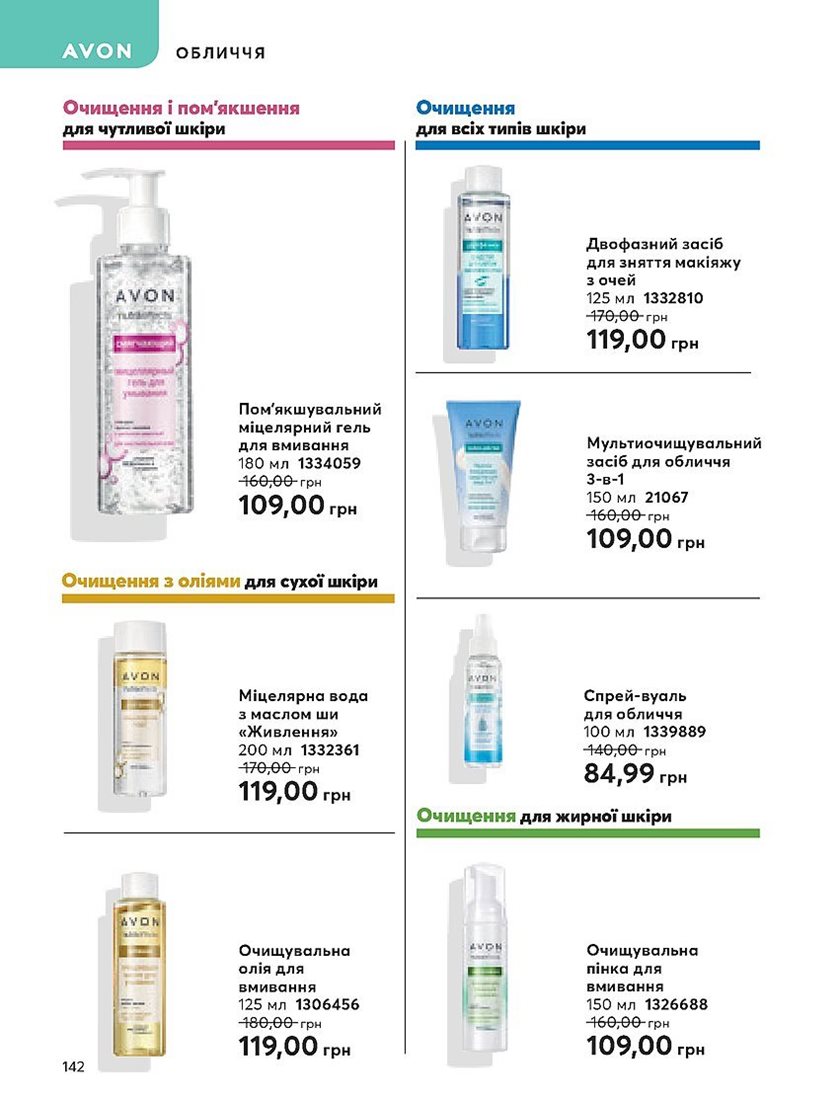 AVON
ОБЛИЧЧЯ
Очищення і пом'якшення
для чутливої шкіри
AVON
nutraeffects
смягчающий
мицеллярный
гель для
умывания
Пом'якшувальний
міцелярний гель
для вмивання
180 мл 1334059
160,00 грн
109,00 грн
Очищення з оліями для сухої шкіри
AVON
Міцелярна вода
з маслом ши
«Живлення»
200 мл 1332361
170,00 грн
119,00 грн
AVON
Очищувальна
олія для
вмивання
125 мл 1306456
180,00 грн
119,00 грн
Очищення
для всіх типів шкіри
AVON
Двофазний засіб
для зняття макіяжу
з очей
125 мл 1332810
170,00 грн
119,00 грн
AVON
Мультиочищувальний
засіб для обличчя
3-в-1
150 мл 21067
160,00 грн
109,00 грн
AVON
Спрей-вуаль
для обличчя
100 мл 1339889
140,00 грн
84,99 грн
Очищення для жирної шкіри
AVON
Очищувальна
пінка для
вмивання
150 мл 1326688
160,00 грн
109,00 грн
142